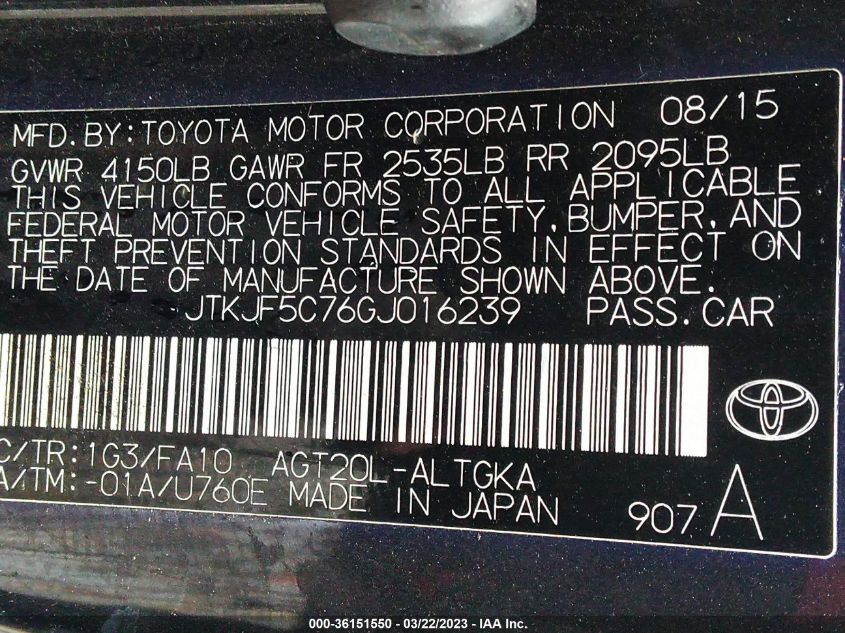 MFD. BY: TOYOTA MOTOR CORPORATION 08/15
GVWR 4150LB GAWR FR 2535LB RR 2095LB
THIS VEHICLE CONFORMS TO ALL APPLICABLE
FEDERAL MOTOR VEHICLE SAFETY, BUMPER, AND
THEFT PREVENTION STANDARDS IN EFFECT ON
THE DATE OF MANUFACTURE SHOWN ABOVE.
JTKJF5C76GJ016239 PASS. CAR
C/TR: 1G3/FA10 AGT20L-ALTGKA
A/TM: -01A/U760E MADE IN JAPAN 907 A
000-36151550 - 03/22/2023 - IAA Inc.